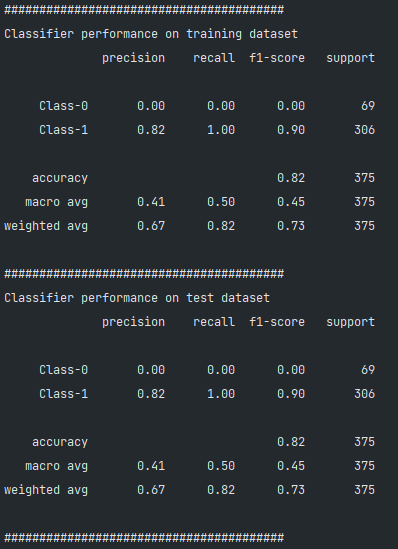 ########################################
Classifier performance on training dataset
precision recall f1-score support
Class-0 0.00 0.00 0.00 69
Class-1 0.82 1.00 0.90 306
accuracy 0.82 375
macro avg 0.41 0.50 0.45 375
weighted avg 0.67 0.82 0.73 375
########################################
Classifier performance on test dataset
precision recall f1-score support
Class-0 0.00 0.00 0.00 69
Class-1 0.82 1.00 0.90 306
accuracy 0.82 375
macro avg 0.41 0.50 0.45 375
weighted avg 0.67 0.82 0.73 375
########################################